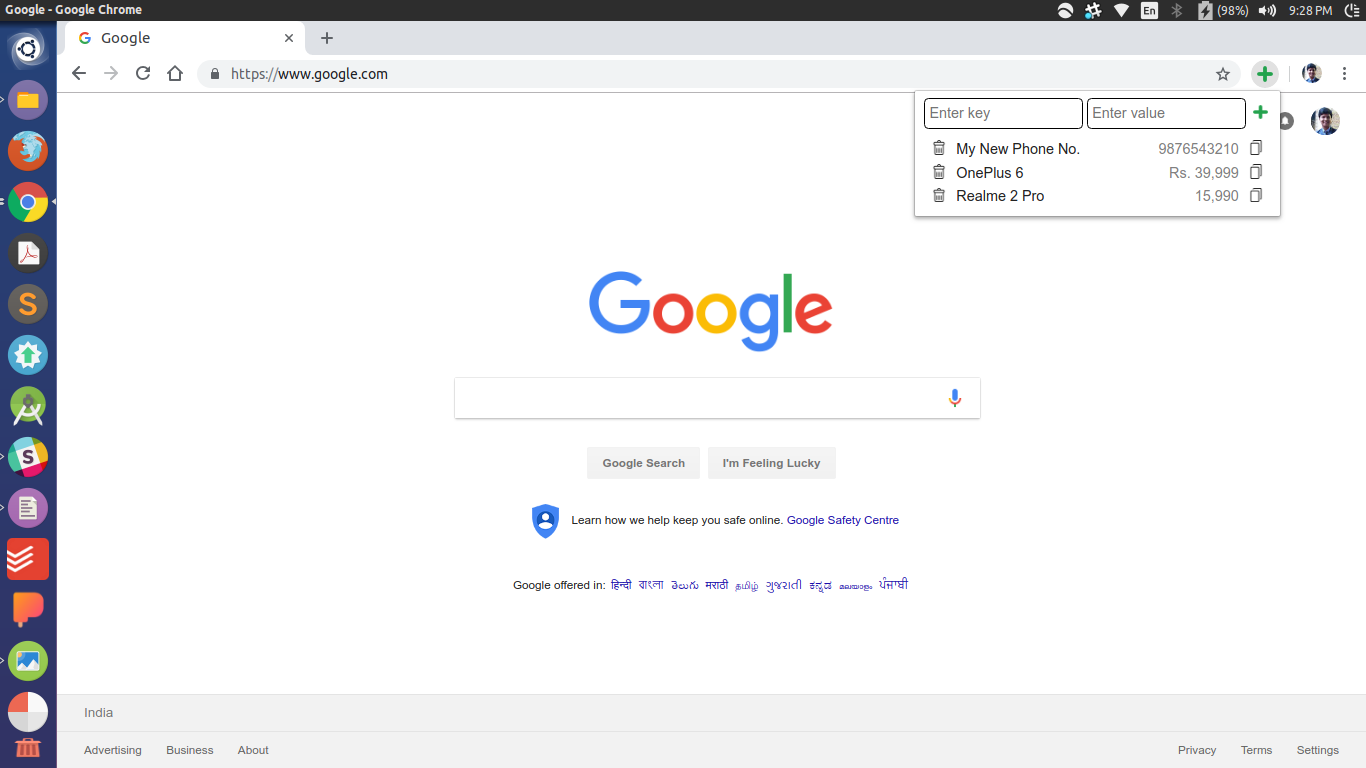 Google - Google Chrome
En
(98%)
9:28 PM
Google
https://www.google.com
Enter key
Enter value
My New Phone No.
9876543210
OnePlus 6
Rs. 39,999
Realme 2 Pro
15,990
Google
Google Search
I'm Feeling Lucky
Learn how we help keep you safe online. Google Safety Centre
Google offered in: हिन्दी বাংলা తెలుగు मराठी தமிழ் ગુજરાતી ಕನ್ನಡ മലയാളം ਪੰਜਾਬੀ
S
S
India
Advertising
Business
About
Privacy
Terms
Settings